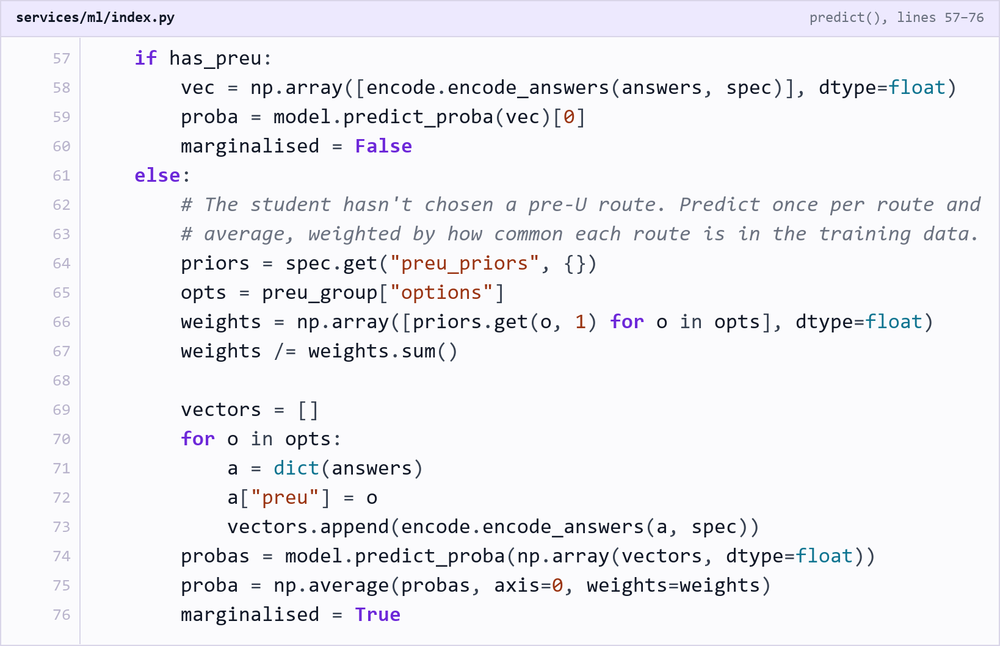 services/ml/index.py
predict(), lines 57–76
57 if has_preu:
58 vec = np.array([encode.encode_answers(answers, spec)], dtype=float)
59 proba = model.predict_proba(vec)[0]
60 marginalised = False
61 else:
62 # The student hasn't chosen a pre-U route. Predict once per route and
63 # average, weighted by how common each route is in the training data.
64 priors = spec.get("preu_priors", {})
65 opts = preu_group["options"]
66 weights = np.array([priors.get(o, 1) for o in opts], dtype=float)
67 weights /= weights.sum()
68
69 vectors = []
70 for o in opts:
71 a = dict(answers)
72 a["preu"] = o
73 vectors.append(encode.encode_answers(a, spec))
74 probas = model.predict_proba(np.array(vectors, dtype=float))
75 proba = np.average(probas, axis=0, weights=weights)
76 marginalised = True